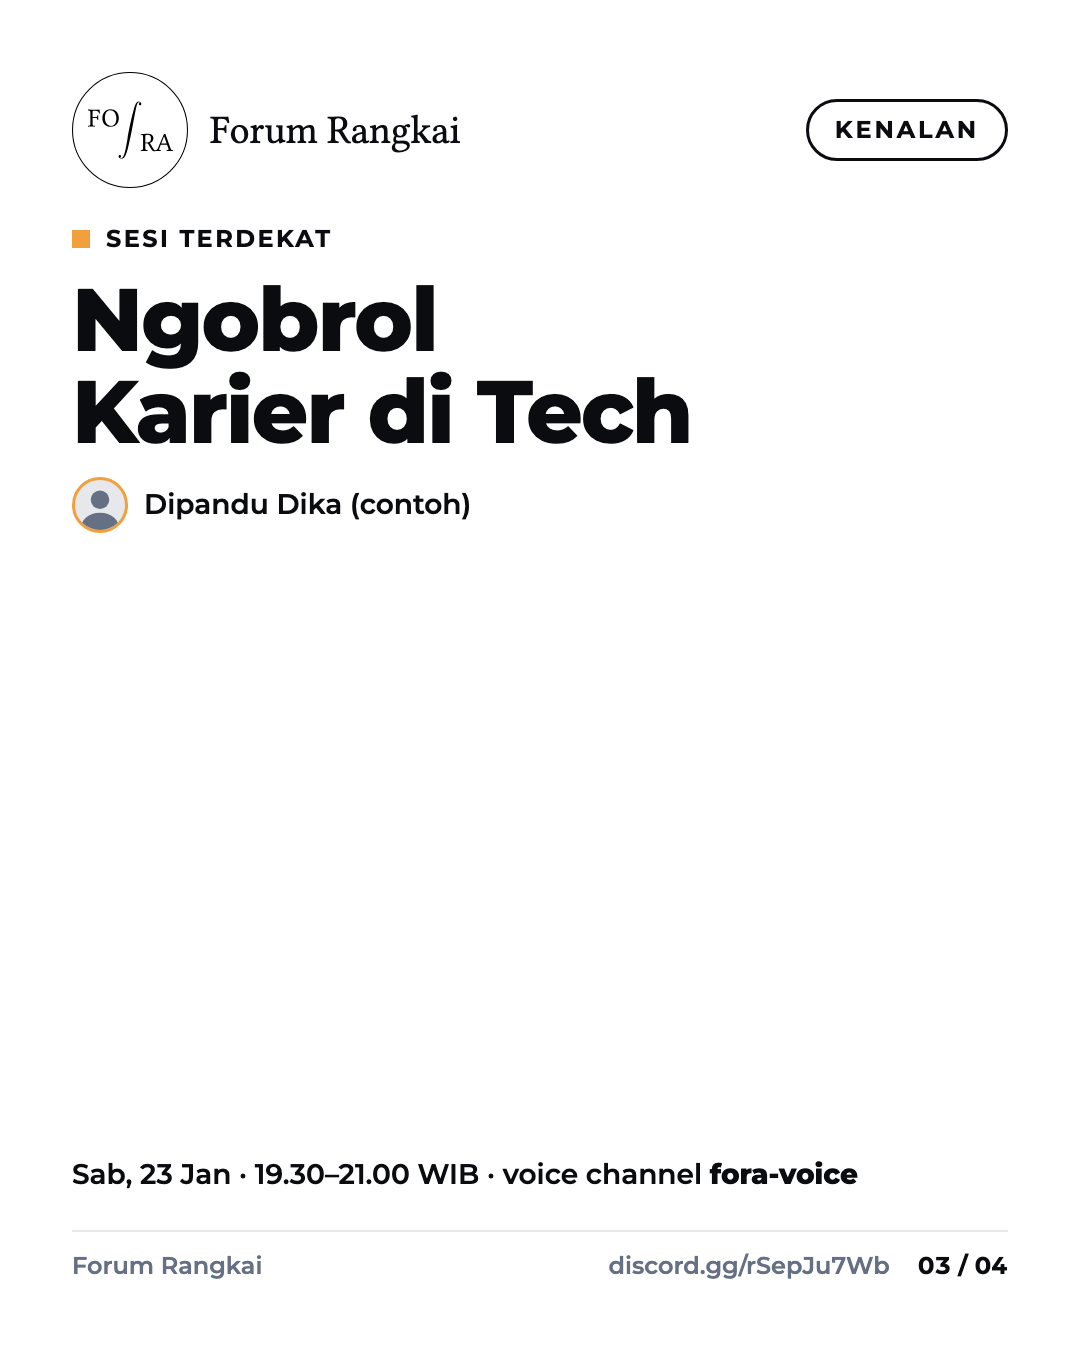 FO∫RA
Forum Rangkai
KENALAN
SESI TERDEKAT
Ngobrol
Karier di Tech
Dipandu Dika (contoh)
Sab, 23 Jan · 19.30–21.00 WIB · voice channel fora-voice
Forum Rangkai
discord.gg/rSepJu7Wb
03 / 04